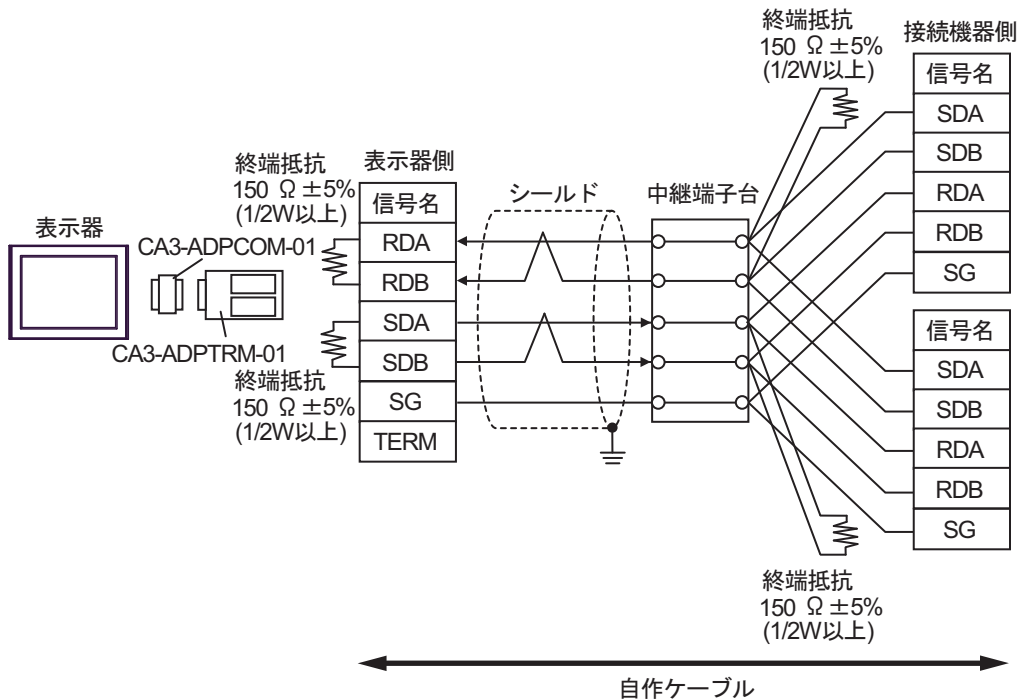 終端抵抗
150 Ω ±5%
(1/2W以上)
接続機器側
信号名
SDA
SDB
RDA
RDB
SG
終端抵抗
150 Ω ±5%
(1/2W以上)
表示器側
シールド
中継端子台
信号名
RDA
RDB
SDA
SDB
SG
TERM
表示器
CA3-ADPCOM-01
CA3-ADPTRM-01
終端抵抗
150 Ω ±5%
(1/2W以上)
信号名
SDA
SDB
RDA
RDB
SG
終端抵抗
150 Ω ±5%
(1/2W以上)
自作ケーブル